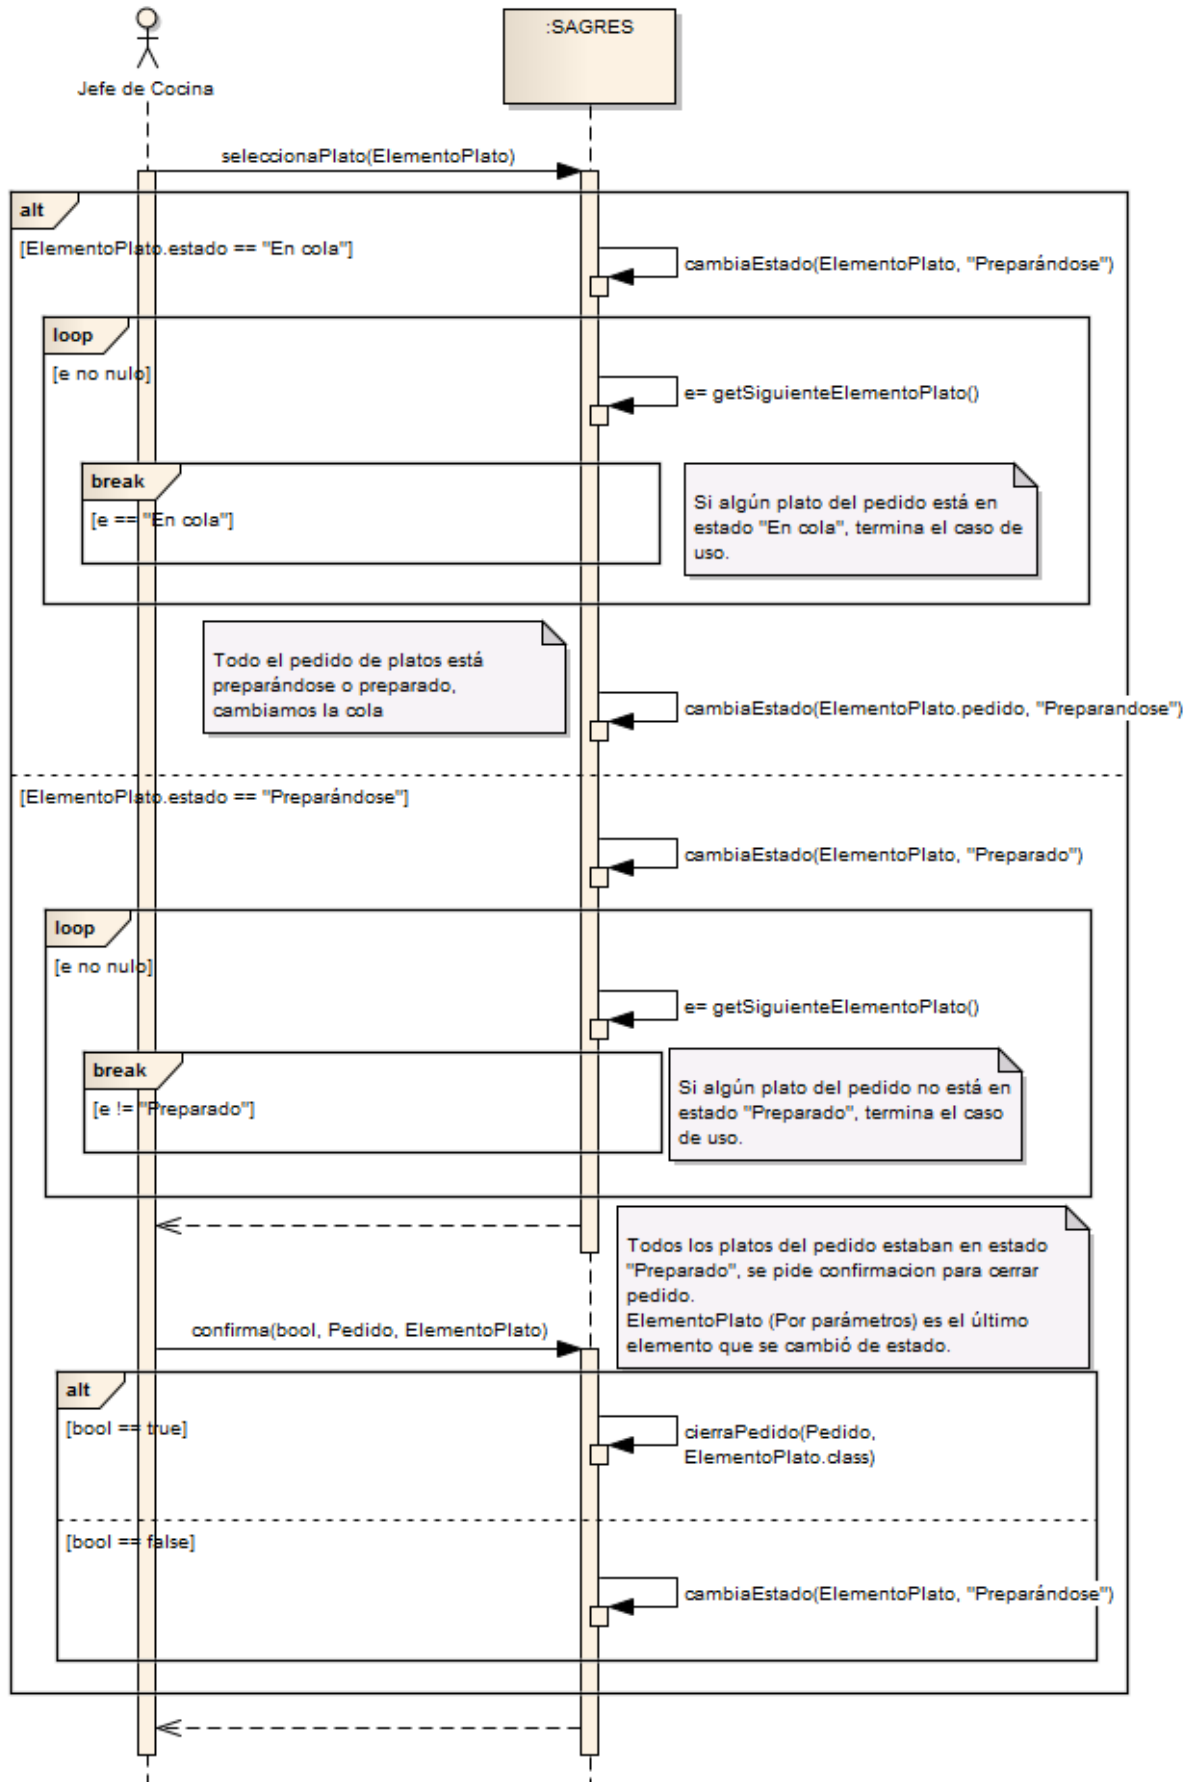 :SAGRES
Jefe de Cocina
seleccionaPlato(ElementoPlato)
alt
[ElementoPlato.estado == "En cola"]
cambiaEstado(ElementoPlato, "Preparándose")
loop
[e no nulo]
e= getSiguienteElementoPlato()
break
[e == "En cola"]
Si algún plato del pedido está en
estado "En cola", termina el caso de
uso.
Todo el pedido de platos está
preparándose o preparado,
cambiamos la cola
cambiaEstado(ElementoPlato.pedido, "Preparandose")
[ElementoPlato.estado == "Preparándose"]
cambiaEstado(ElementoPlato, "Preparado")
loop
[e no nulo]
e= getSiguienteElementoPlato()
break
[e != "Preparado"]
Si algún plato del pedido no está en
estado "Preparado", termina el caso
de uso.
Todos los platos del pedido estaban en estado
"Preparado", se pide confirmacion para cerrar
pedido.
ElementoPlato (Por parámetros) es el último
elemento que se cambió de estado.
confirma(bool, Pedido, ElementoPlato)
alt
[bool == true]
cierraPedido(Pedido,
ElementoPlato.class)
[bool == false]
cambiaEstado(ElementoPlato, "Preparándose")